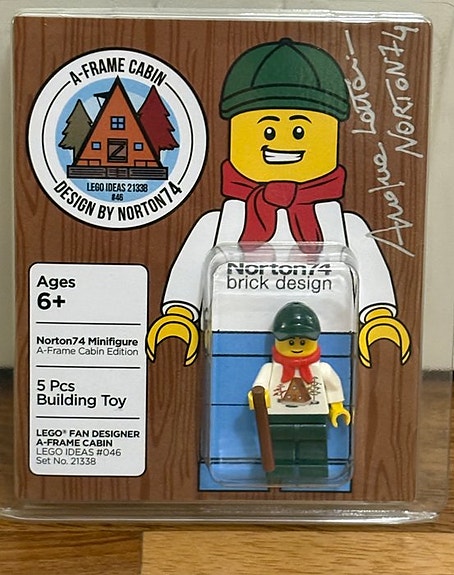 A-FRAME CABIN
LEGO IDEAS 21338
#46
DESIGN BY NORTON74
NORTON74
Ages
6+
Norton74 Minifigure
A-Frame Cabin Edition
5 Pcs
Building Toy
LEGO® FAN DESIGNER
A-FRAME CABIN
LEGO IDEAS #046
Set No. 21338
Norton74
brick design